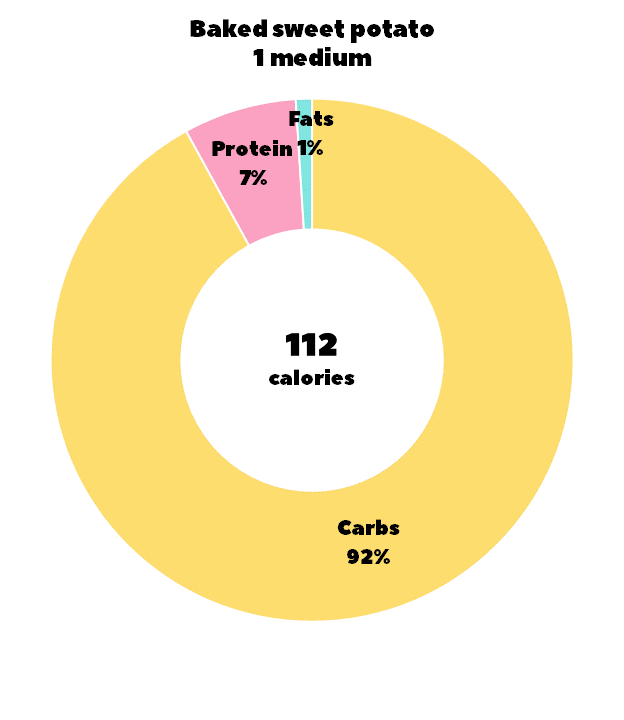 Baked sweet potato
1 medium
Fats
1%
Protein
7%
112
calories
Carbs
92%